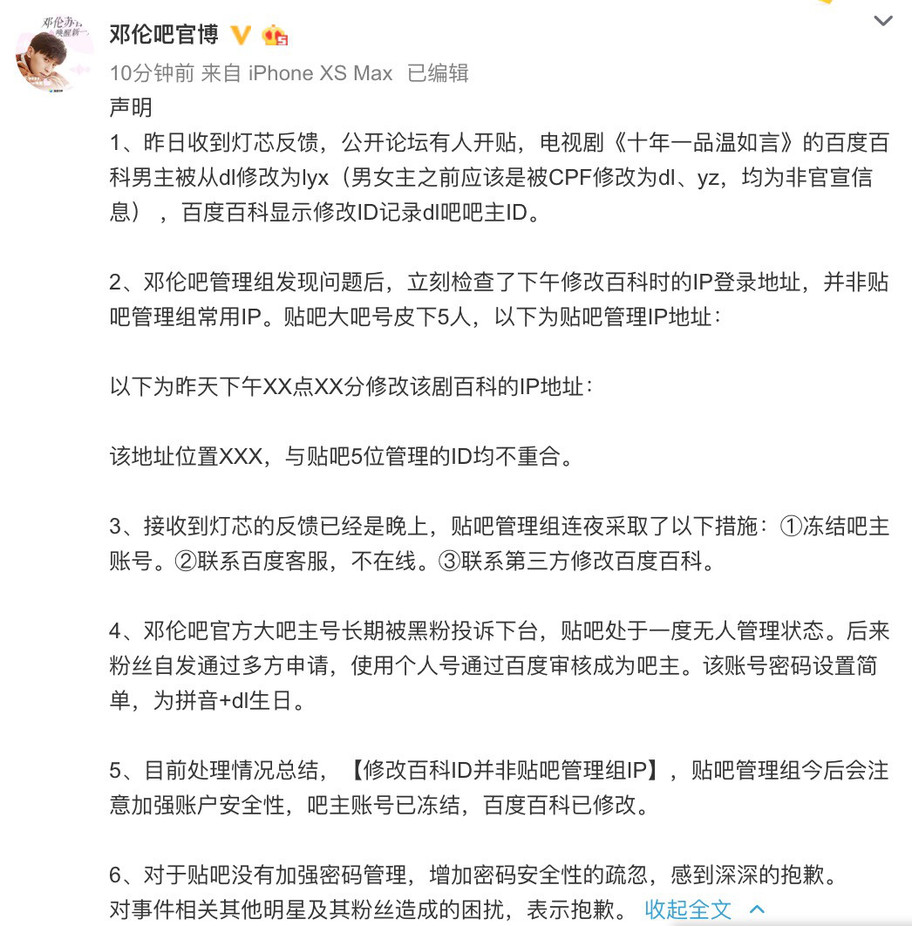 邓伦苏
唤醒新一
邓伦吧官博
10分钟前 来自 iPhone XS Max 已编辑
声明
1、昨日收到灯芯反馈，公开论坛有人开贴，电视剧《十年一品温如言》的百度百
科男主被从dl修改为lyx（男女主之前应该是被CPF修改为dl、yz，均为非官宣信
息），百度百科显示修改ID记录dl吧吧主ID。
2、邓伦吧管理组发现问题后，立刻检查了下午修改百科时的IP登录地址，并非贴
吧管理组常用IP。贴吧大吧号皮下5人，以下为贴吧管理IP地址：
以下为昨天下午XX点XX分修改该剧百科的IP地址：
该地址位置XXX，与贴吧5位管理的ID均不重合。
3、接收到灯芯的反馈已经是晚上，贴吧管理组连夜采取了以下措施：①冻结吧主
账号。②联系百度客服，不在线。③联系第三方修改百度百科。
4、邓伦吧官方大吧主号长期被黑粉投诉下台，贴吧处于一度无人管理状态。后来
粉丝自发通过多方申请，使用个人号通过百度审核成为吧主。该账号密码设置简
单，为拼音+dl生日。
5、目前处理情况总结，【修改百科ID并非贴吧管理组IP】，贴吧管理组今后会注
意加强账户安全性，吧主账号已冻结，百度百科已修改。
6、对于贴吧没有加强密码管理，增加密码安全性的疏忽，感到深深的抱歉。
对事件相关其他明星及其粉丝造成的困扰，表示抱歉。 收起全文